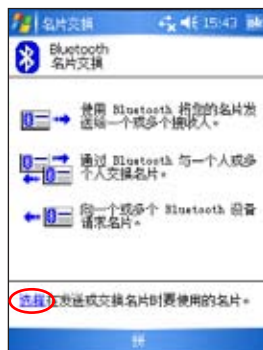 名片交换
15:43
Bluetooth
名片交换
使用 Bluetooth 将您的名片发
送给一个或多个接收人。
通过 Bluetooth 与一个人或多
个人交换名片。
向一个或多个 Bluetooth 设备
请求名片。
选择在发送或交换名片时要使用的名片。
拼